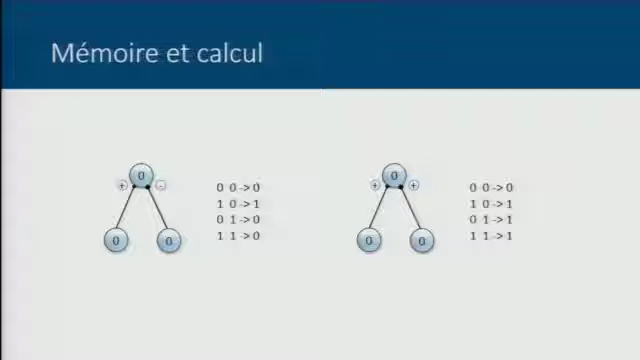 Mémoire et calcul
0
+ -
0 0
0 0 -> 0
1 0 -> 1
0 1 -> 0
1 1 -> 0
0
+ +
0 0
0 0 -> 0
1 0 -> 1
0 1 -> 1
1 1 -> 1